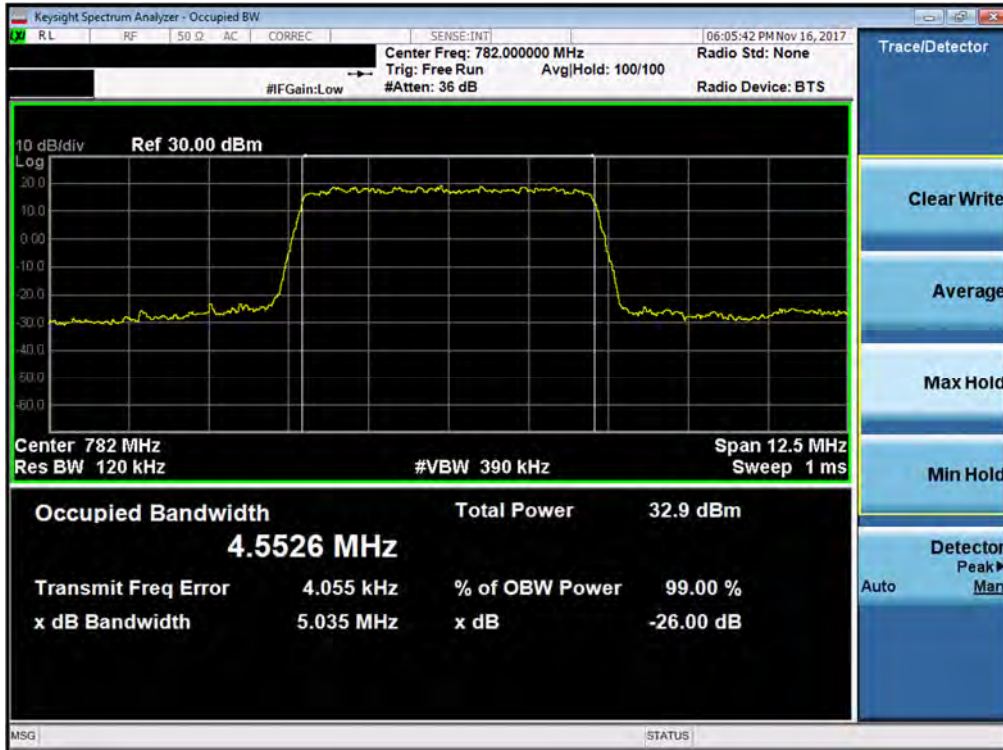 Keysight Spectrum Analyzer - Occupied BW
LXI RL RF 50 Ω AC CORREC SENSE:INT 06:05:42 PM Nov 16, 2017
Center Freq: 782.000000 MHz Radio Std: None
Trig: Free Run Avg|Hold: 100/100
#IFGain:Low #Atten: 36 dB Radio Device: BTS
Trace/Detector
10 dB/div Ref 30.00 dBm
Log
20.0
10.0
0.00
-10.0
-20.0
-30.0
-40.0
-50.0
-60.0
Center 782 MHz Span 12.5 MHz
Res BW 120 kHz #VBW 390 kHz Sweep 1 ms
Clear Write
Average
Max Hold
Min Hold
Detector
Peak▶
Auto Man
Occupied Bandwidth Total Power 32.9 dBm
4.5526 MHz
Transmit Freq Error 4.055 kHz % of OBW Power 99.00 %
x dB Bandwidth 5.035 MHz x dB -26.00 dB
MSG STATUS